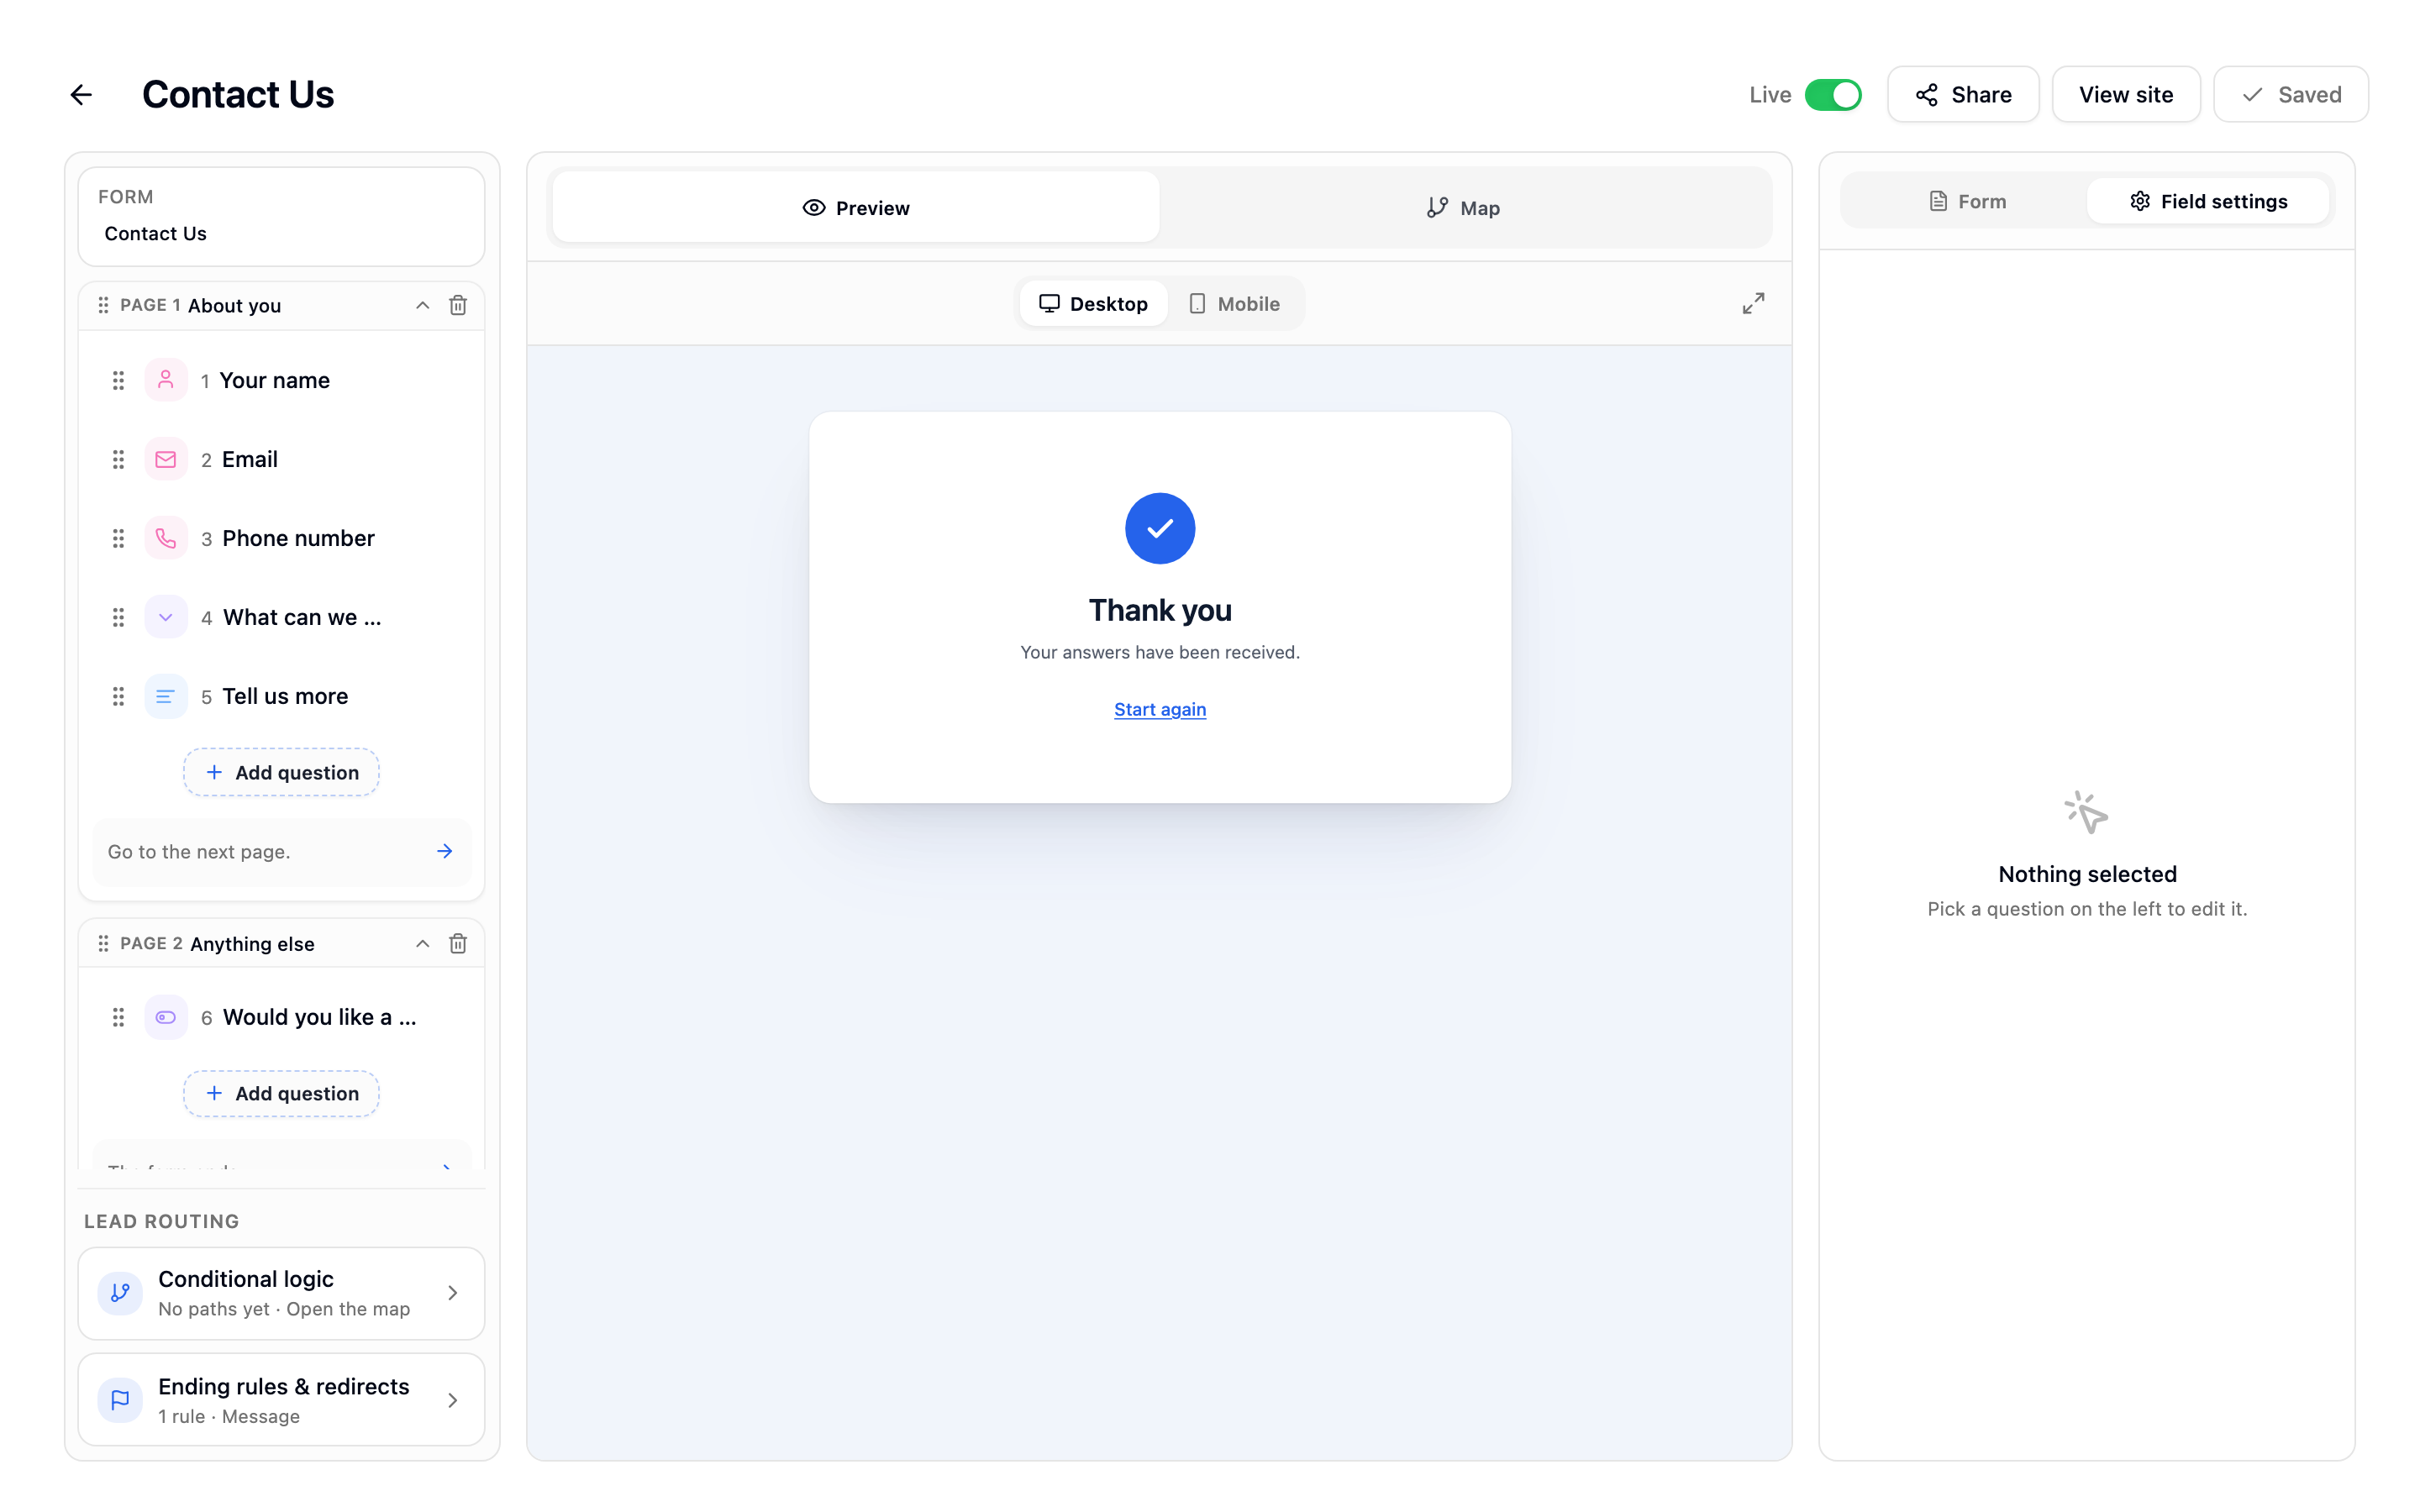 Contact Us
Live
Share
View site
Saved
FORM
Contact Us
PAGE 1 About you
1 Your name
2 Email
3 Phone number
4 What can we ...
5 Tell us more
Add question
Go to the next page.
PAGE 2 Anything else
6 Would you like a ...
Add question
LEAD ROUTING
Conditional logic
No paths yet · Open the map
Ending rules & redirects
1 rule · Message
Preview
Map
Desktop
Mobile
Thank you
Your answers have been received.
Start again
Form
Field settings
Nothing selected
Pick a question on the left to edit it.